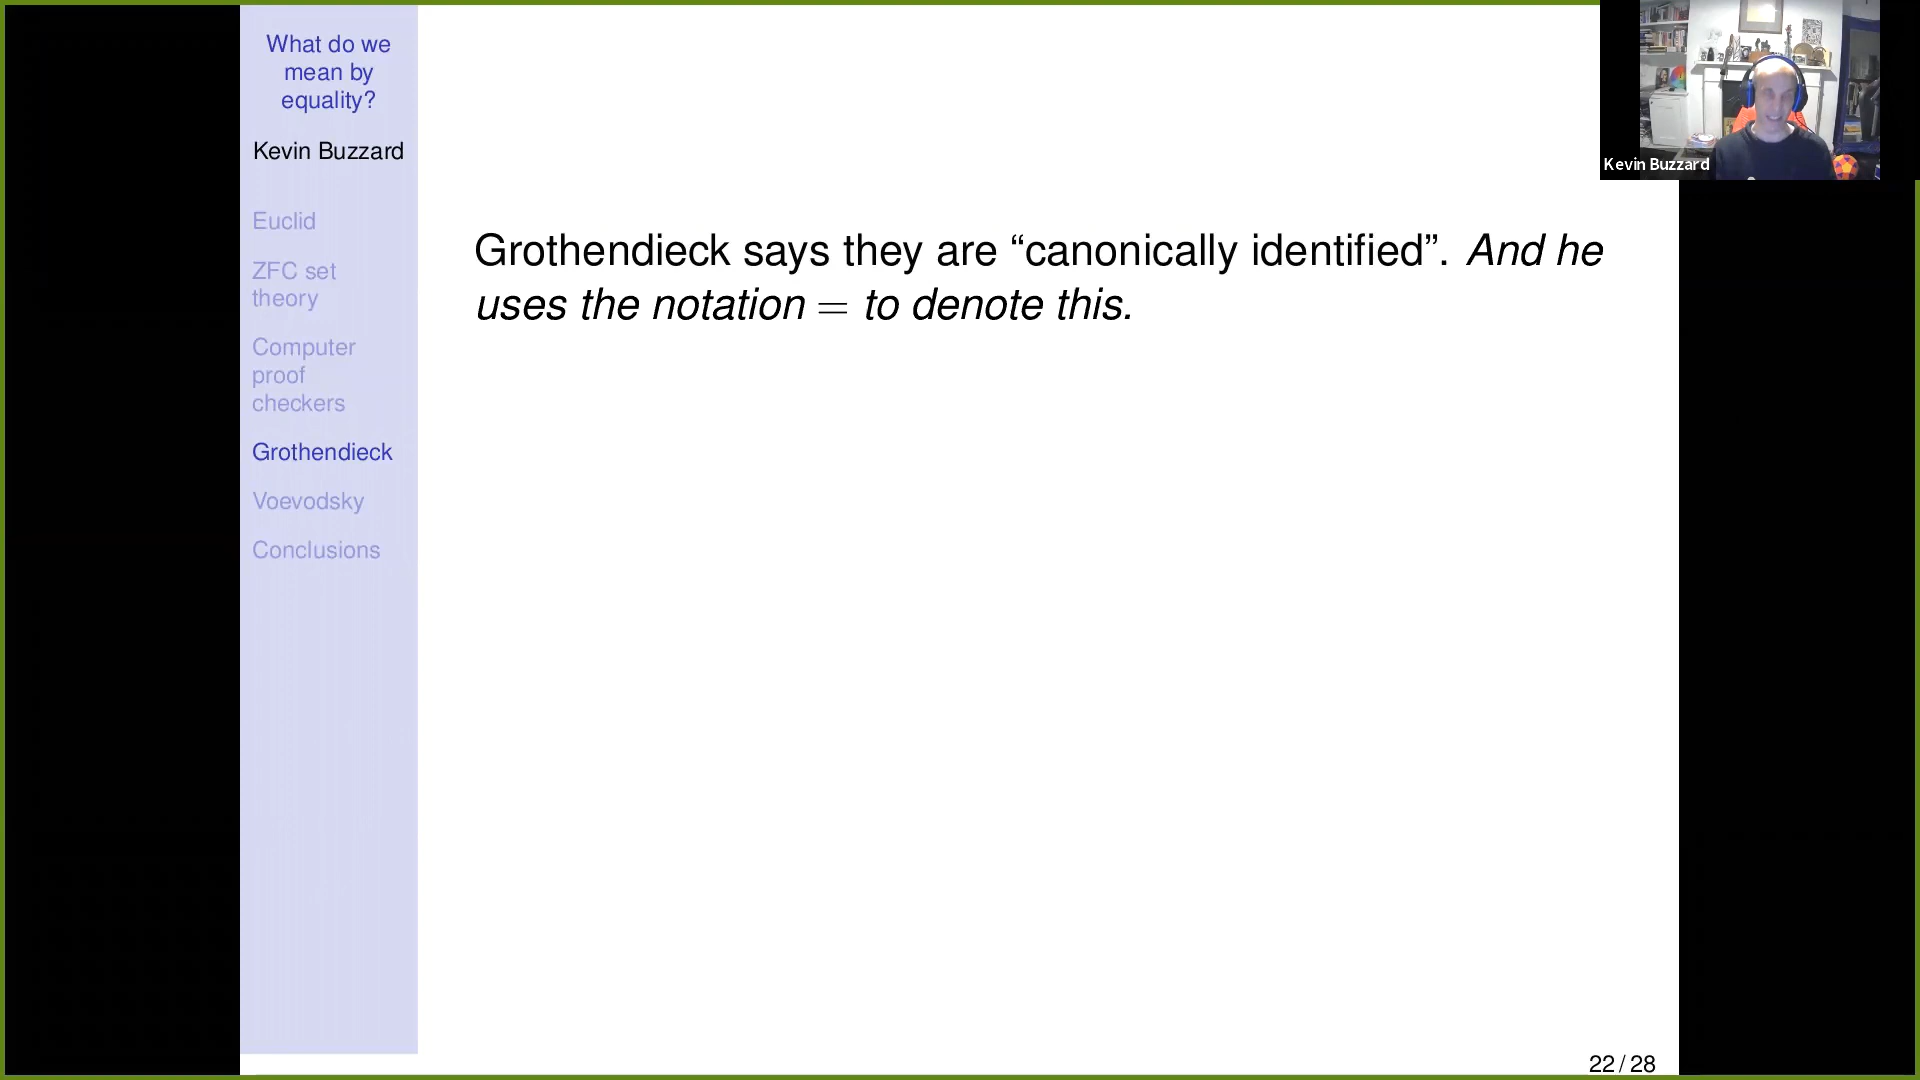 What do we
mean by
equality?
Kevin Buzzard
Euclid
ZFC set
theory
Computer
proof
checkers
Grothendieck
Voevodsky
Conclusions
Grothendieck says they are “canonically identified”. And he
uses the notation = to denote this.
22 / 28
Kevin Buzzard